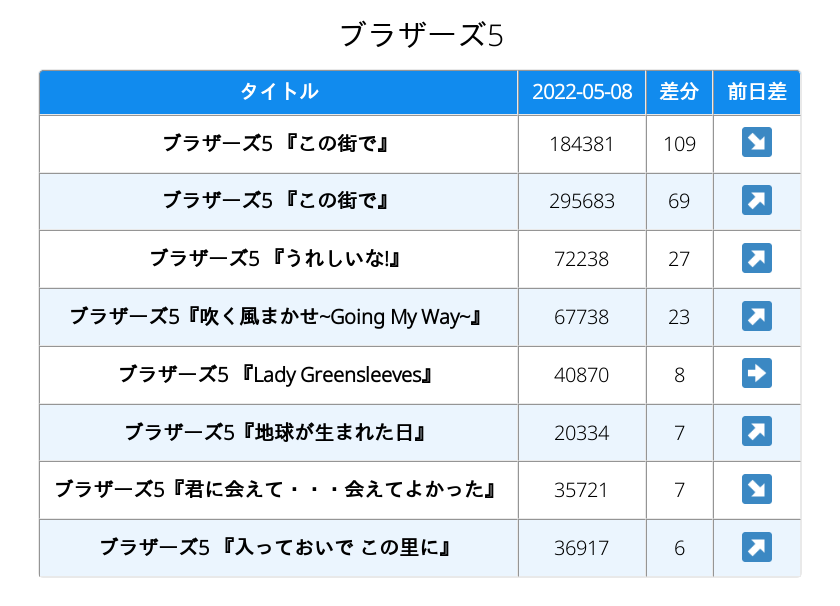 ブラザーズ5
タイトル 2022-05-08 差分 前日差
ブラザーズ5 『この街で』 184381 109 ↘
ブラザーズ5 『この街で』 295683 69 ↗
ブラザーズ5 『うれしいな!』 72238 27 ↗
ブラザーズ5『吹く風まかせ~Going My Way~』 67738 23 ↗
ブラザーズ5 『Lady Greensleeves』 40870 8 ➡
ブラザーズ5『地球が生まれた日』 20334 7 ↗
ブラザーズ5『君に会えて・・・会えてよかった』 35721 7 ↘
ブラザーズ5 『入っておいで この里に』 36917 6 ↗